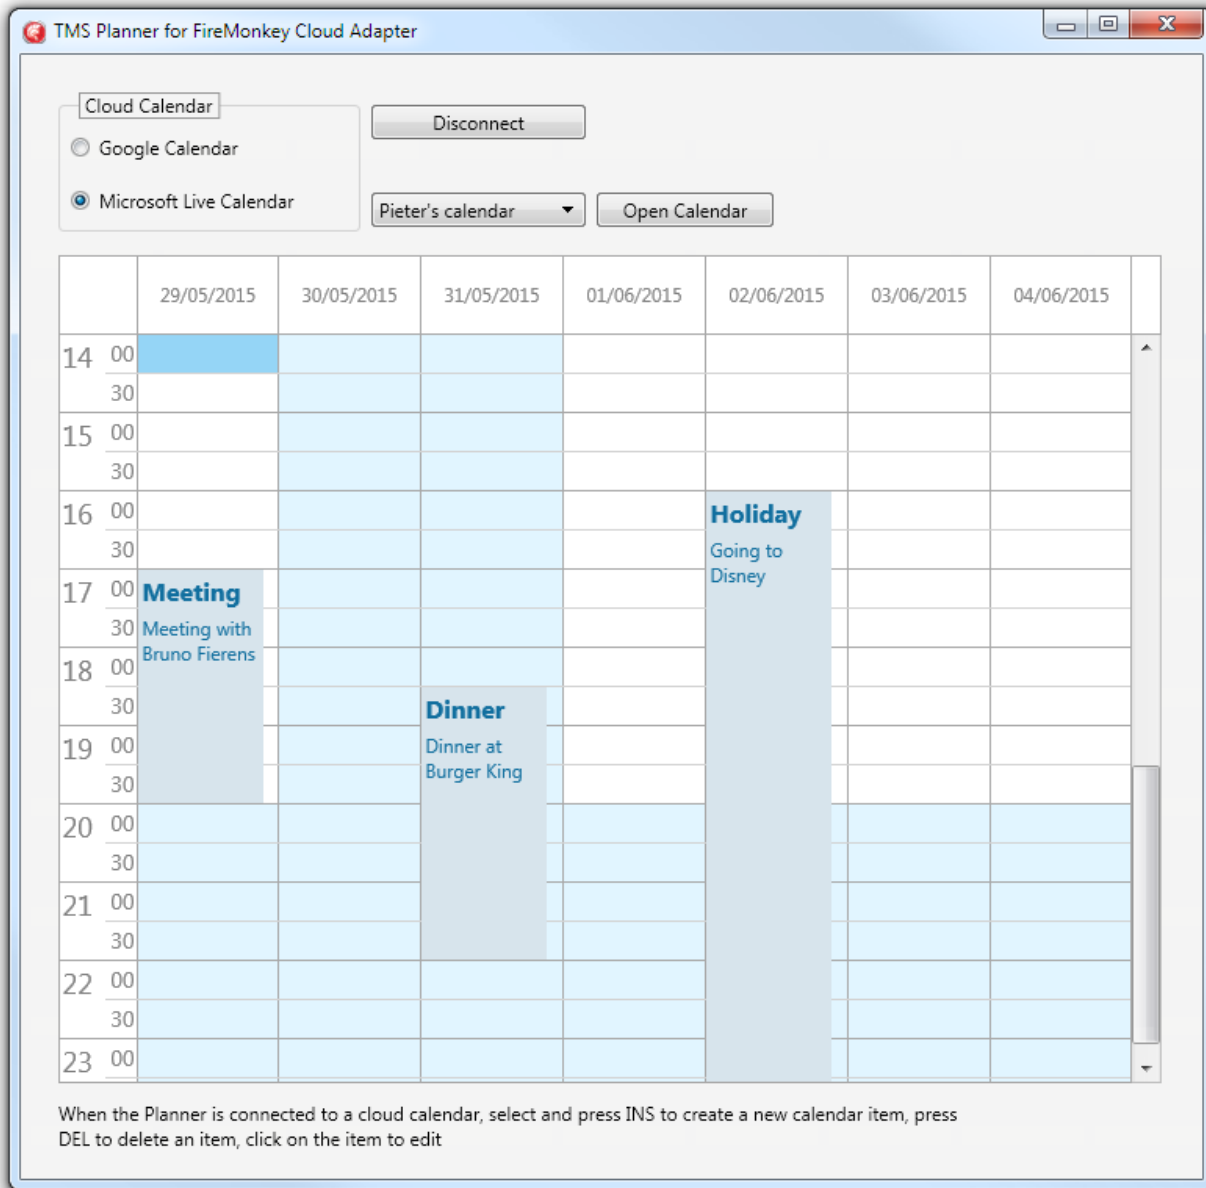 TMS Planner for FireMonkey Cloud Adapter
Cloud Calendar
Disconnect
Google Calendar
Microsoft Live Calendar
Pieter's calendar
Open Calendar
29/05/2015 30/05/2015 31/05/2015 01/06/2015 02/06/2015 03/06/2015 04/06/2015
14 00
30
15 00
30
16 00
Holiday
30
Going to
Disney
17 00
Meeting
30
Meeting with
Bruno Fierens
18 00
30
Dinner
19 00
Dinner at
Burger King
30
20 00
30
21 00
30
22 00
30
23 00
When the Planner is connected to a cloud calendar, select and press INS to create a new calendar item, press
DEL to delete an item, click on the item to edit